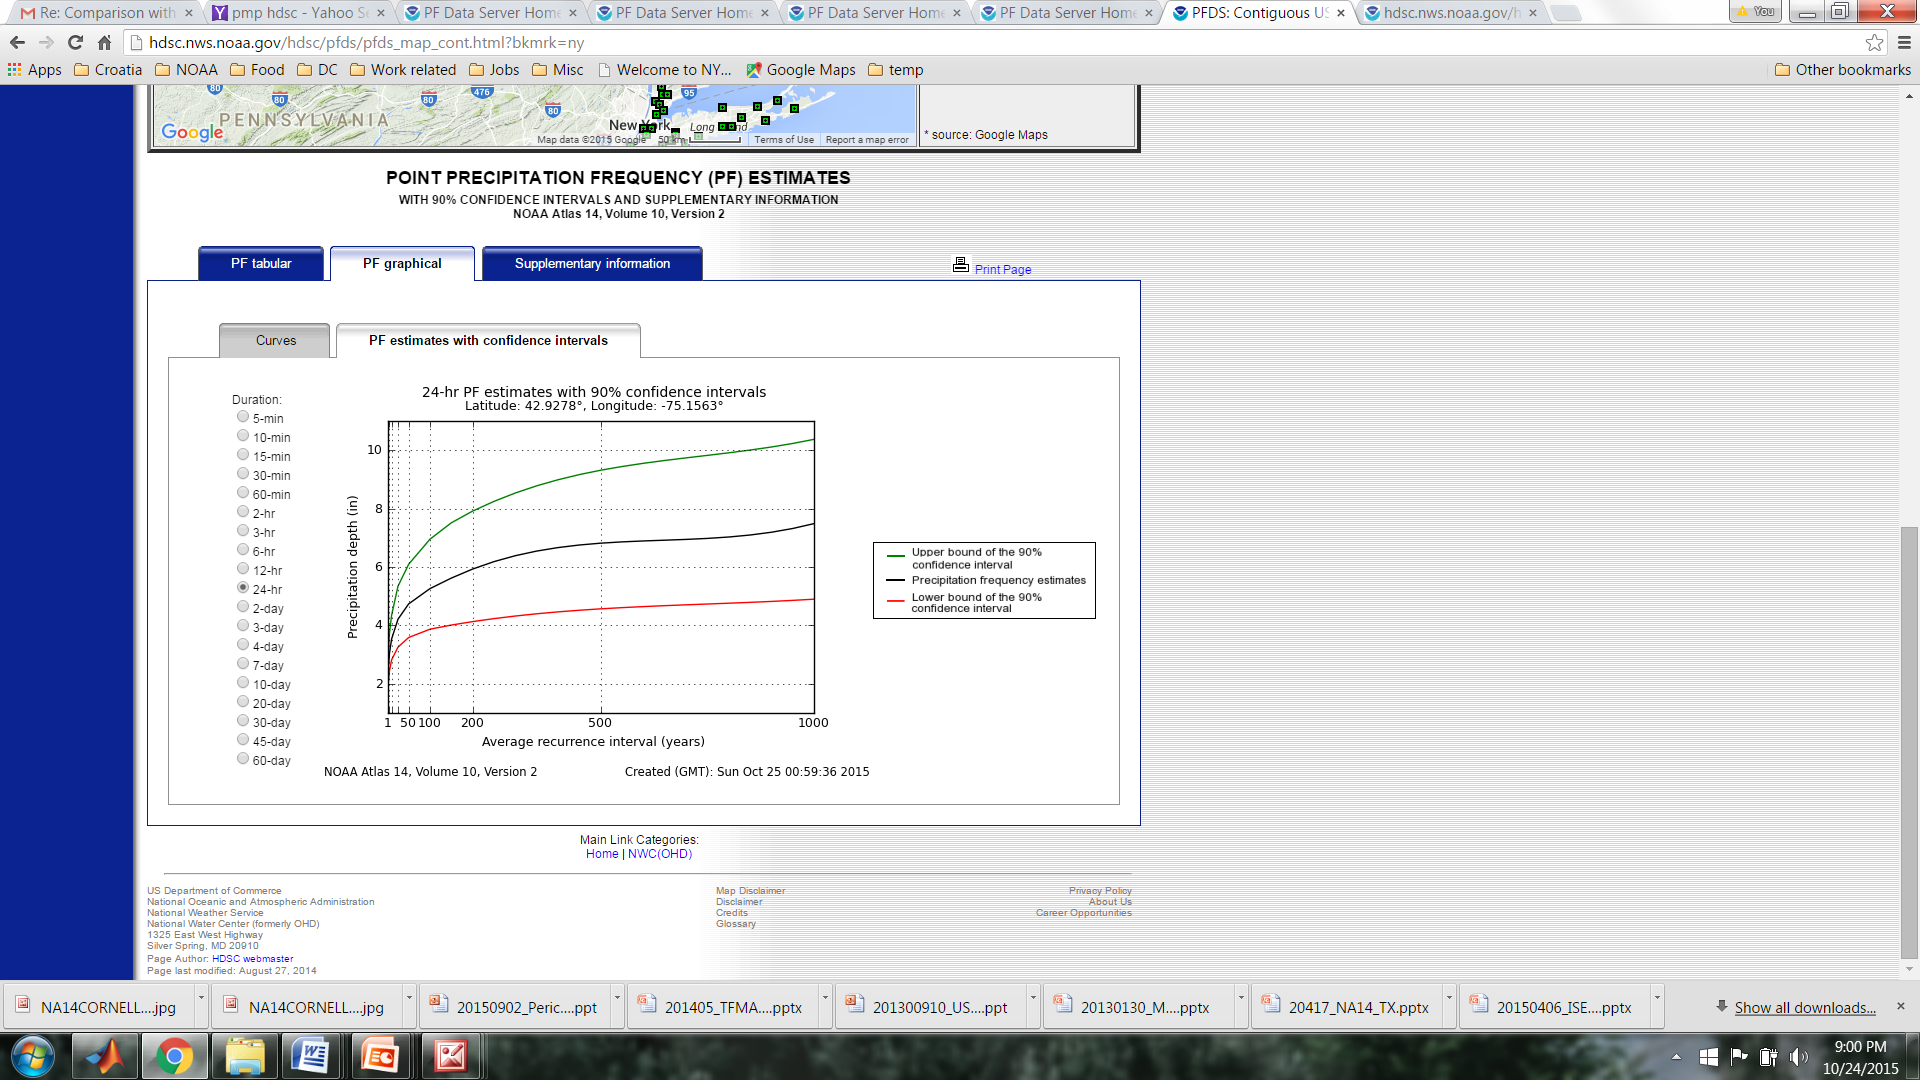 Re: Comparison with
pmp hdsc - Yahoo Se
PF Data Server Home
PF Data Server Home
PF Data Server Home
PF Data Server Home
PFDS: Contiguous US
hdsc.nws.noaa.gov/h
You
hdsc.nws.noaa.gov/hdsc/pfds/pfds_map_cont.html?bkmrk=ny
Apps Croatia NOAA Food DC Work related Jobs Misc Welcome to NY... Google Maps temp Other bookmarks
80 80 80 476 80 95
PENNSYLVANIA
New York
Google
Map data ©2015 Google 50 km Terms of Use Report a map error
* source: Google Maps
POINT PRECIPITATION FREQUENCY (PF) ESTIMATES
WITH 90% CONFIDENCE INTERVALS AND SUPPLEMENTARY INFORMATION
NOAA Atlas 14, Volume 10, Version 2
PF tabular
PF graphical
Supplementary information
Print Page
Curves
PF estimates with confidence intervals
Duration:
5-min
10-min
15-min
30-min
60-min
2-hr
3-hr
6-hr
12-hr
24-hr
2-day
3-day
4-day
7-day
10-day
20-day
30-day
45-day
60-day
24-hr PF estimates with 90% confidence intervals
Latitude: 42.9278°, Longitude: -75.1563°
Precipitation depth (in)
10
8
6
4
2
1 50 100 200 500 1000
Average recurrence interval (years)
Upper bound of the 90%
confidence interval
Precipitation frequency estimates
Lower bound of the 90%
confidence interval
NOAA Atlas 14, Volume 10, Version 2
Created (GMT): Sun Oct 25 00:59:36 2015
Main Link Categories:
Home | NWC(OHD)
US Department of Commerce
National Oceanic and Atmospheric Administration
National Weather Service
National Water Center (formerly OHD)
1325 East West Highway
Silver Spring, MD 20910
Page Author: HDSC webmaster
Page last modified: August 27, 2014
Map Disclaimer
Disclaimer
Credits
Glossary
Privacy Policy
About Us
Career Opportunities
NA14CORNELL....jpg
NA14CORNELL....jpg
20150902_Peric....ppt
201405_TFMA....pptx
201300910_US....ppt
20130130_M....pptx
20417_NA14_TX.pptx
20150406_ISE....pptx
Show all downloads...
9:00 PM
10/24/2015